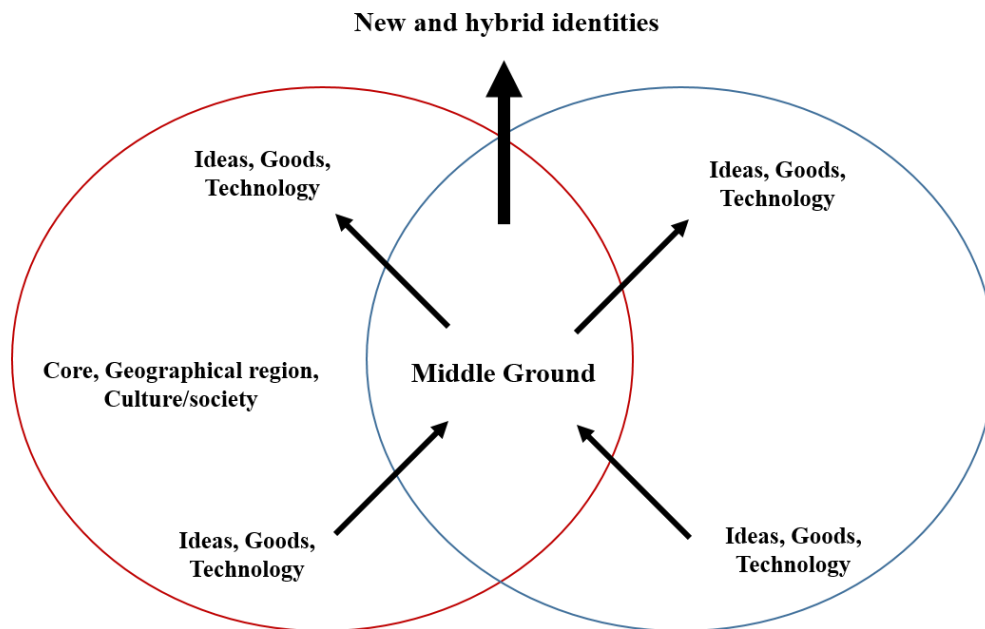 New and hybrid identities
Ideas, Goods,
Technology
Ideas, Goods,
Technology
Core, Geographical region,
Culture/society
Middle Ground
Ideas, Goods,
Technology
Ideas, Goods,
Technology